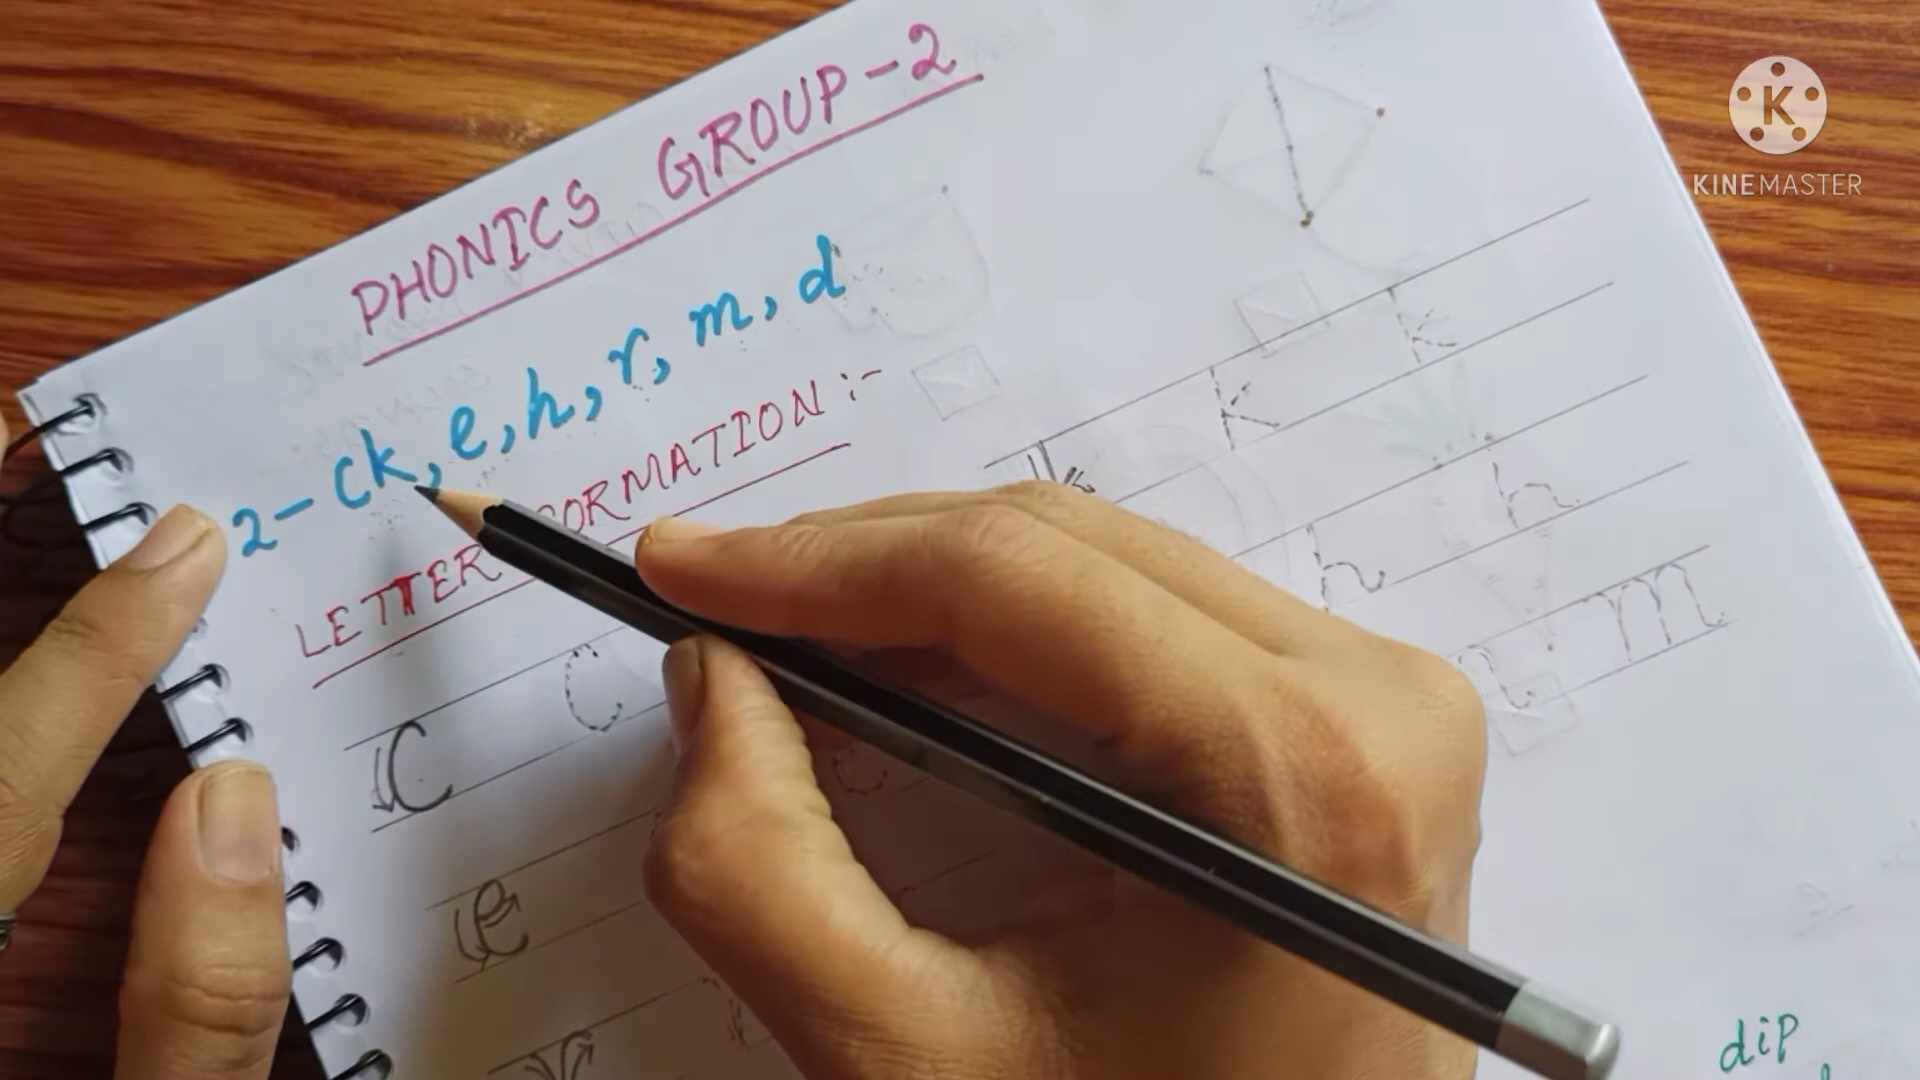 PHONICS GROUP-2
2- ck, e, h, r, m, d
LETTER FORMATION :-
c c
k k
e
h h
m
dip
K
KINEMASTER